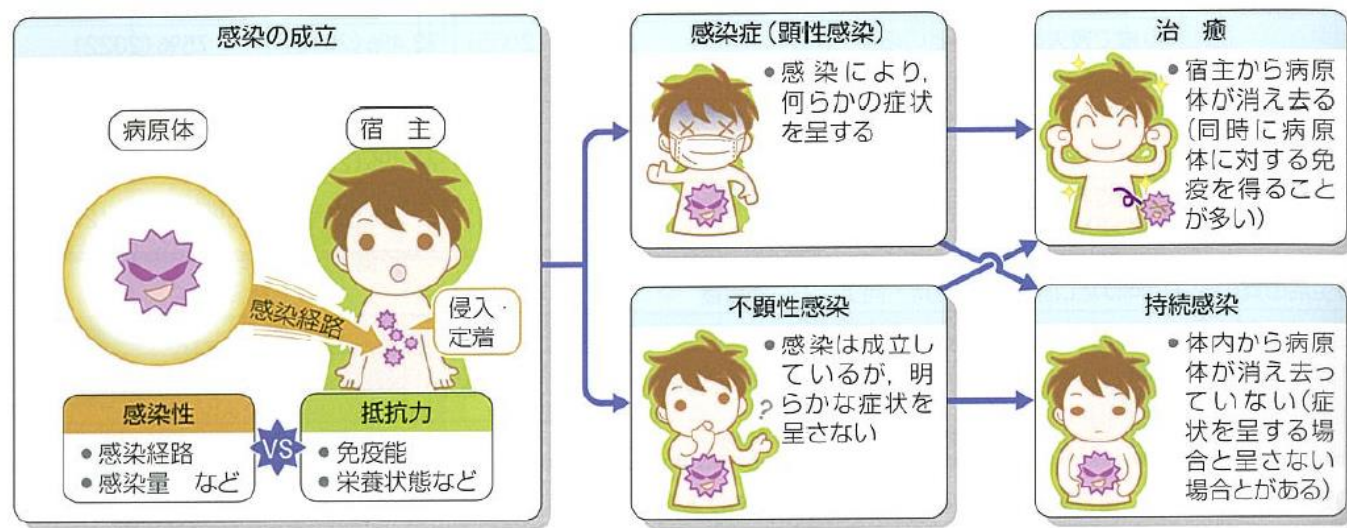 感染の成立
病原体
宿 主
感染経路
侵入・
定着
感染性
• 感染経路
• 感染量 など
VS
抵抗力
• 免疫能
• 栄養状態など
感染症(顕性感染)
• 感染により,
何らかの症状
を呈する
不顕性感染
• 感染は成立し
ているが, 明
らかな症状を
呈さない
?
治 癒
• 宿主から病原
体が消え去る
(同時に病原
体に対する免
疫を得ること
が多い)
持続感染
• 体内から病原
体が消え去っ
ていない(症
状を呈する場
合と呈さない
場合とがある)